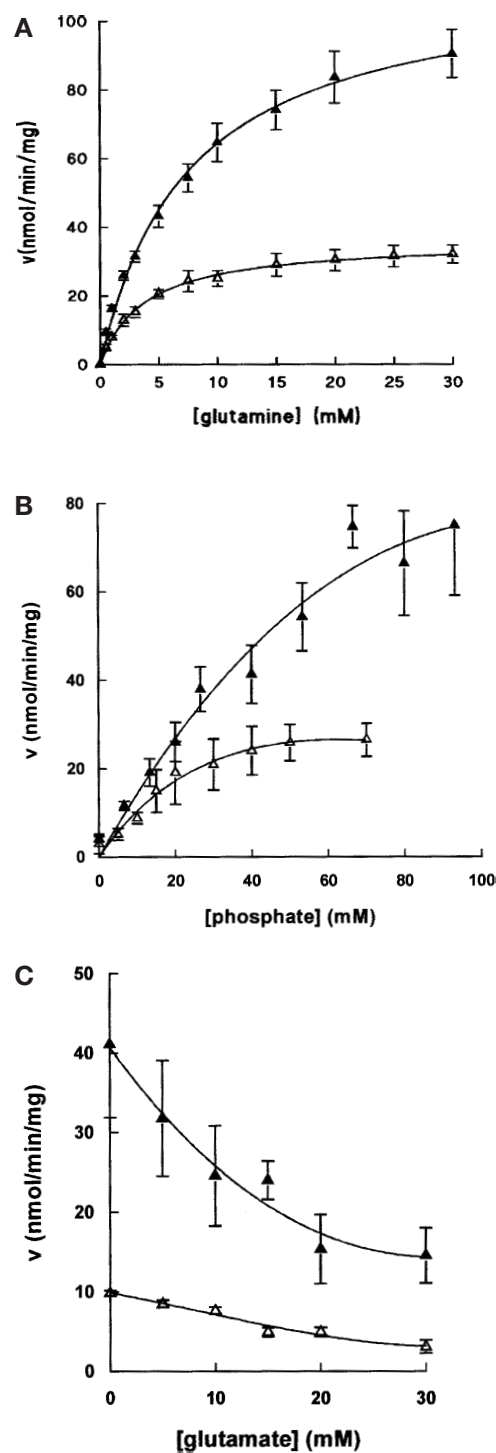 A
100
80
60
40
20
0
v(nmol/min/mg)
0 5 10 15 20 25 30
[glutamine] (mM)
B
80
60
40
20
0
v (nmol/min/mg)
0 20 40 60 80 100
[phosphate] (mM)
C
50
40
30
20
10
0
v (nmol/min/mg)
0 10 20 30
[glutamate] (mM)